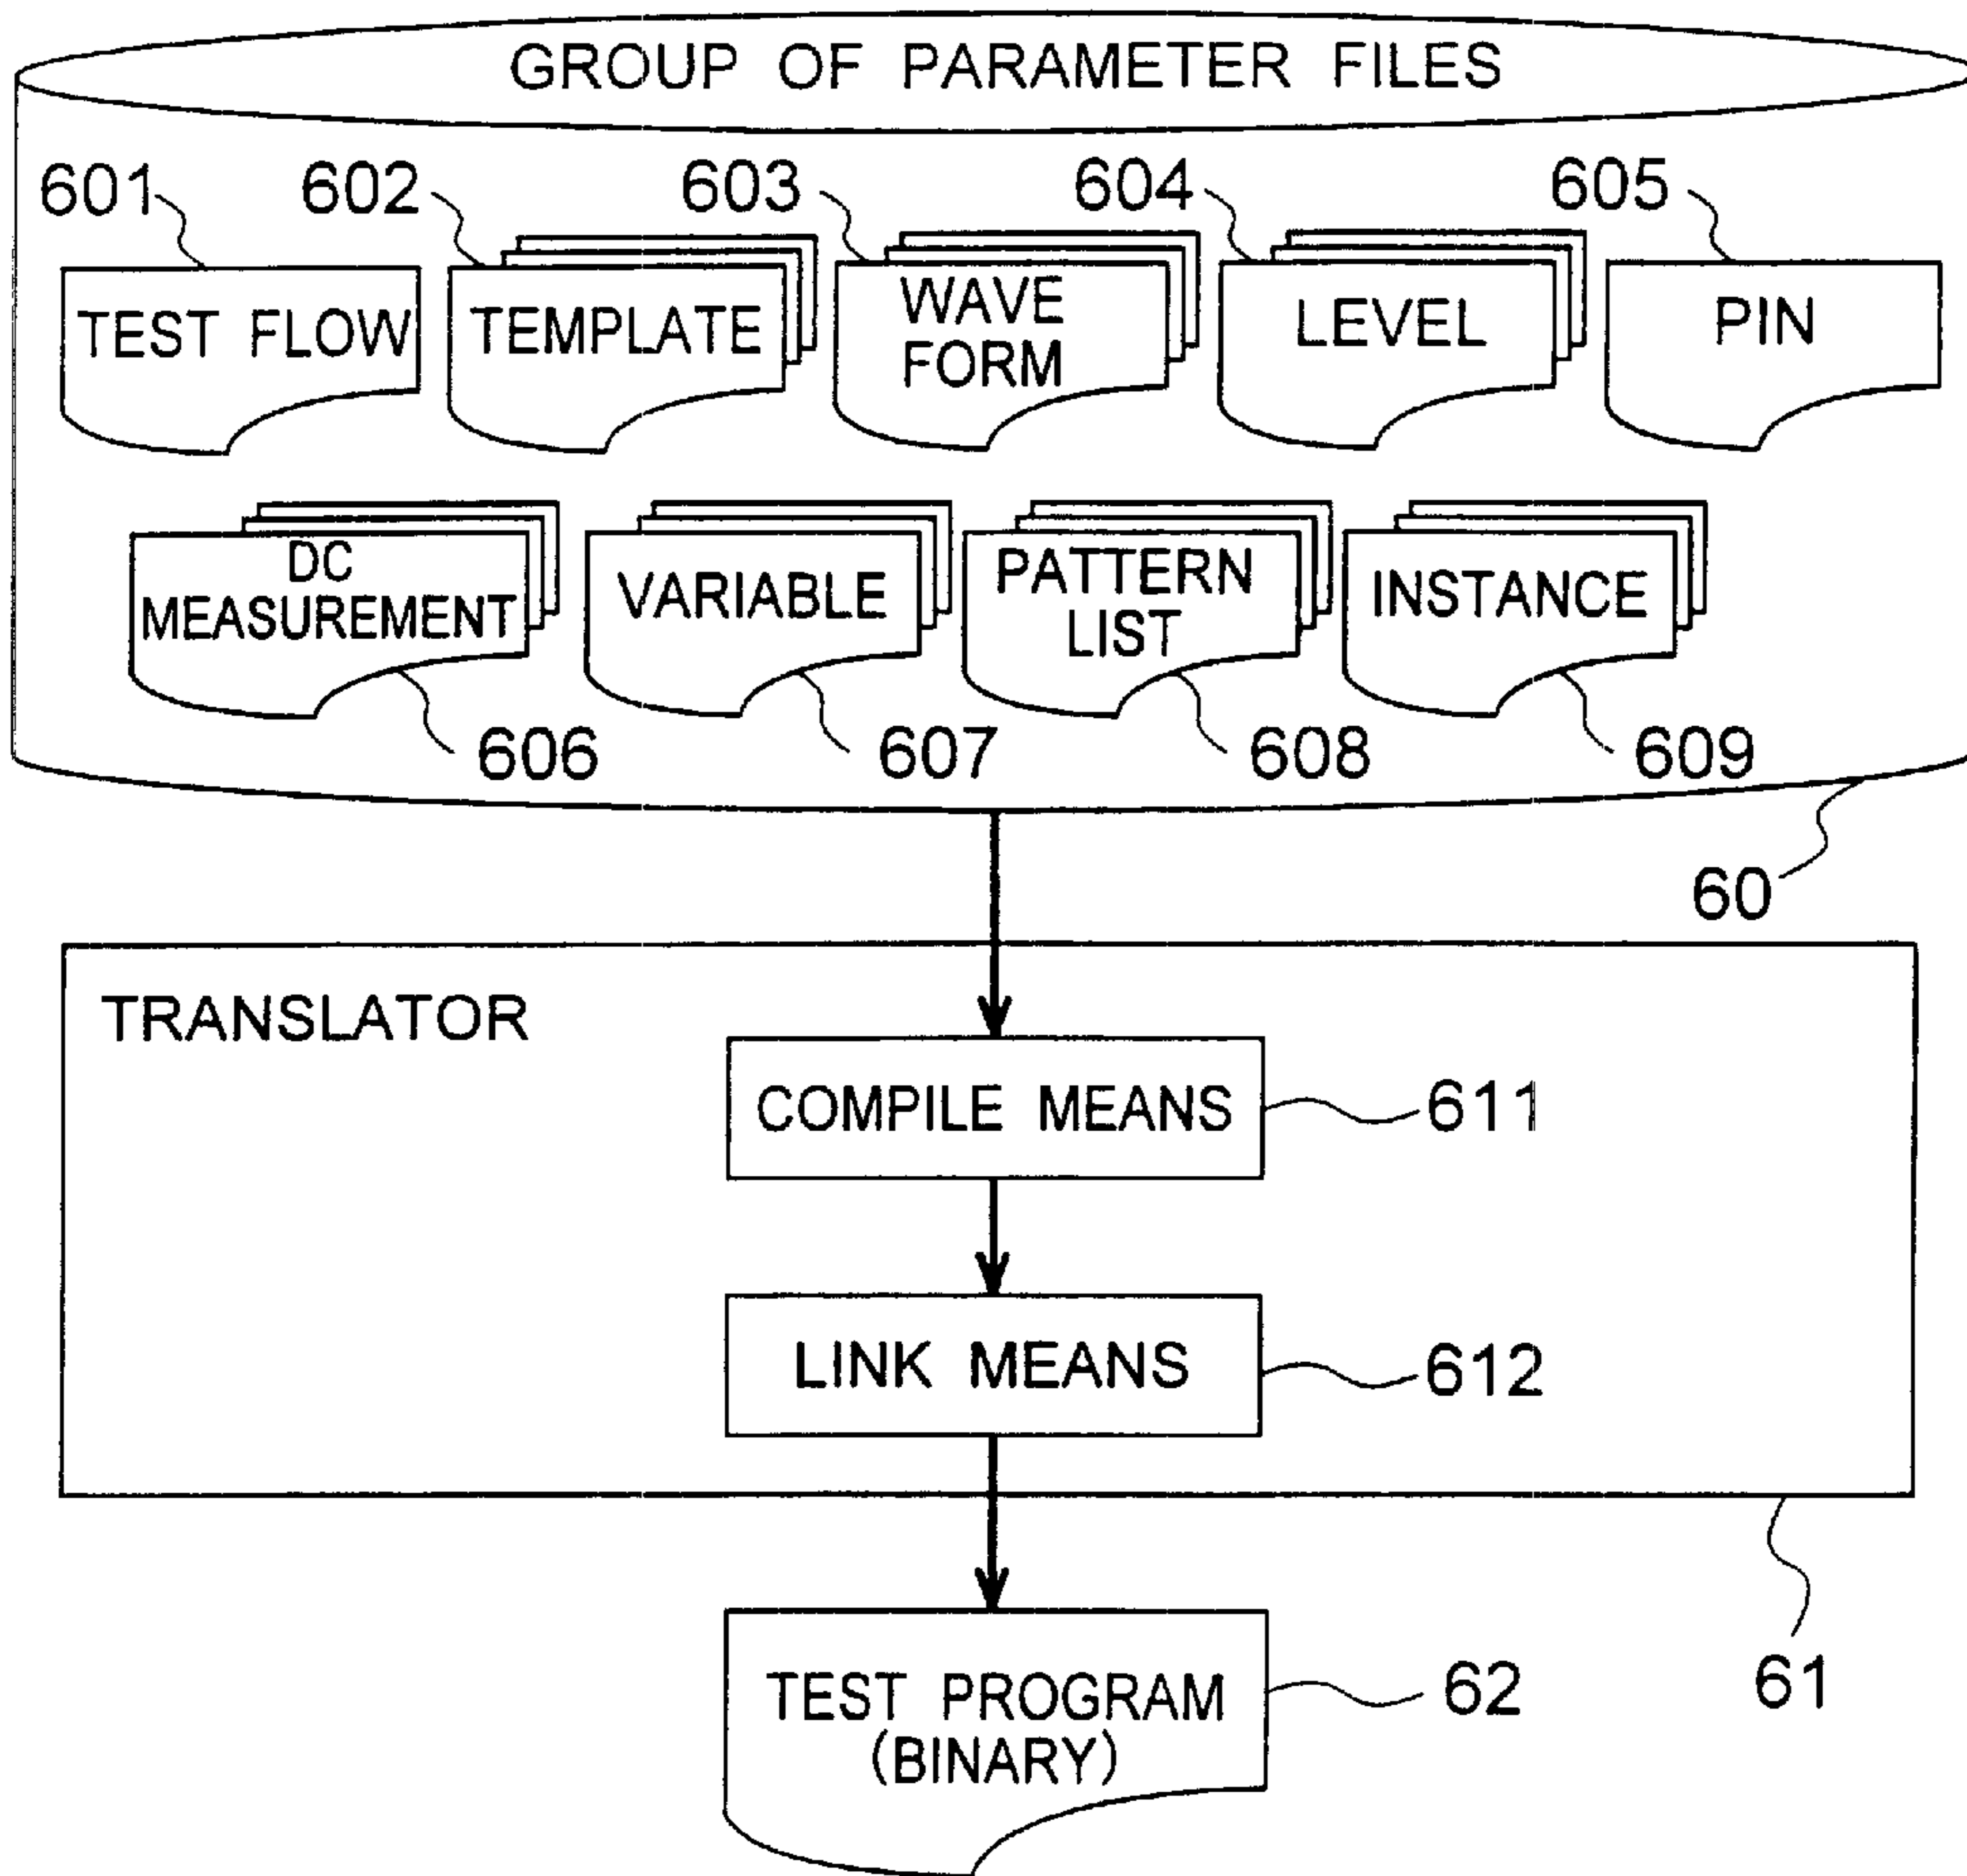 GROUP OF PARAMETER FILES
601 602 603 604 605
TEST FLOW
TEMPLATE
WAVE
FORM
LEVEL
PIN
DC
MEASUREMENT
VARIABLE
PATTERN
LIST
INSTANCE
606 607 608 609
60
TRANSLATOR
COMPILE MEANS
611
LINK MEANS
612
61
TEST PROGRAM
(BINARY)
62